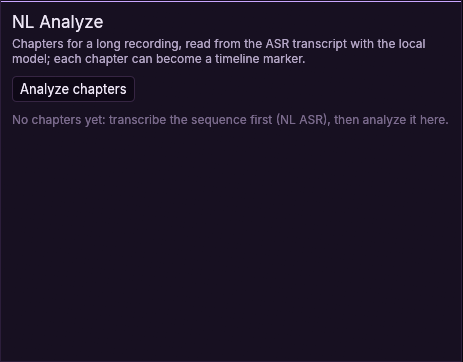 NL Analyze
Chapters for a long recording, read from the ASR transcript with the local
model; each chapter can become a timeline marker.
Analyze chapters
No chapters yet: transcribe the sequence first (NL ASR), then analyze it here.